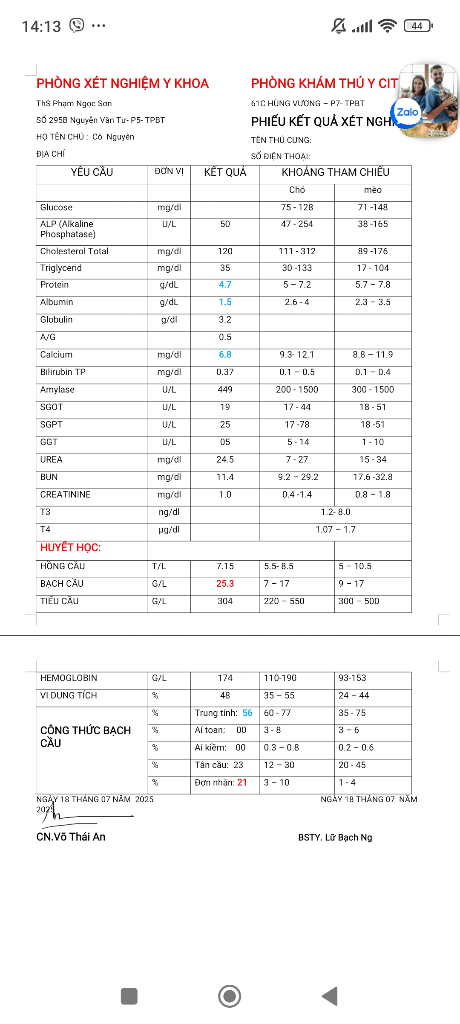 14:13 ... 44
PHÒNG XÉT NGHIỆM Y KHOA PHÒNG KHÁM THÚ Y CIT
ThS Phạm Ngọc Sơn 61C HÙNG VƯƠNG – P7- TPBT
SỐ 295B Nguyễn Văn Tư- P5- TPBT PHIẾU KẾT QUẢ XÉT NGH
Zalo
HỌ TÊN CHỦ : Cô Nguyên TÊN THÚ CƯNG:
ĐỊA CHỈ SỐ ĐIỆN THOẠI:
YÊU CẦU ĐƠN VỊ KẾT QUẢ KHOẢNG THAM CHIẾU
Chó mèo
Glucose mg/dl 75 - 128 71 -148
ALP (Alkaline Phosphatase) U/L 50 47 - 254 38 -165
Cholesterol Total mg/dl 120 111 - 312 89 -176
Triglycerid mg/dl 35 30 -133 17 - 104
Protein g/dL 4.7 5 – 7.2 5.7 – 7.8
Albumin g/dL 1.5 2.6 - 4 2.3 – 3.5
Globulin g/dl 3.2
A/G 0.5
Calcium mg/dl 6.8 9.3- 12.1 8.8 – 11.9
Bilirubin TP mg/dl 0.37 0.1 – 0.5 0.1 – 0.4
Amylase U/L 449 200 - 1500 300 - 1500
SGOT U/L 19 17 - 44 18 - 51
SGPT U/L 25 17 -78 18 -51
GGT U/L 05 5 - 14 1 - 10
UREA mg/dl 24.5 7 - 27 15 - 34
BUN mg/dl 11.4 9.2 – 29.2 17.6 -32.8
CREATININE mg/dl 1.0 0.4 -1,4 0.8 – 1.8
T3 ng/dl 1.2- 8.0
T4 µg/dl 1.07 – 1.7
HUYẾT HỌC:
HỒNG CẦU T/L 7.15 5.5- 8.5 5 – 10.5
BẠCH CẦU G/L 25.3 7 – 17 9 – 17
TIỂU CẦU G/L 304 220 – 550 300 – 500
HEMOGLOBIN G/L 174 110-190 93-153
VI DUNG TÍCH % 48 35 – 55 24 – 44
CÔNG THỨC BẠCH CẦU
% Trung tính: 56 60 - 77 35 - 75
% Aí toan: 00 3 - 8 3 – 6
% Ai kiềm: 00 0.3 – 0.8 0.2 – 0.6
% Tân cầu: 23 12 – 30 20 - 45
% Đơn nhân: 21 3 – 10 1 - 4
NGÀY 18 THÁNG 07 NĂM 2025 NGÀY 18 THÁNG 07 NĂM
2025
CN.Võ Thái An BSTY. Lữ Bạch Ng